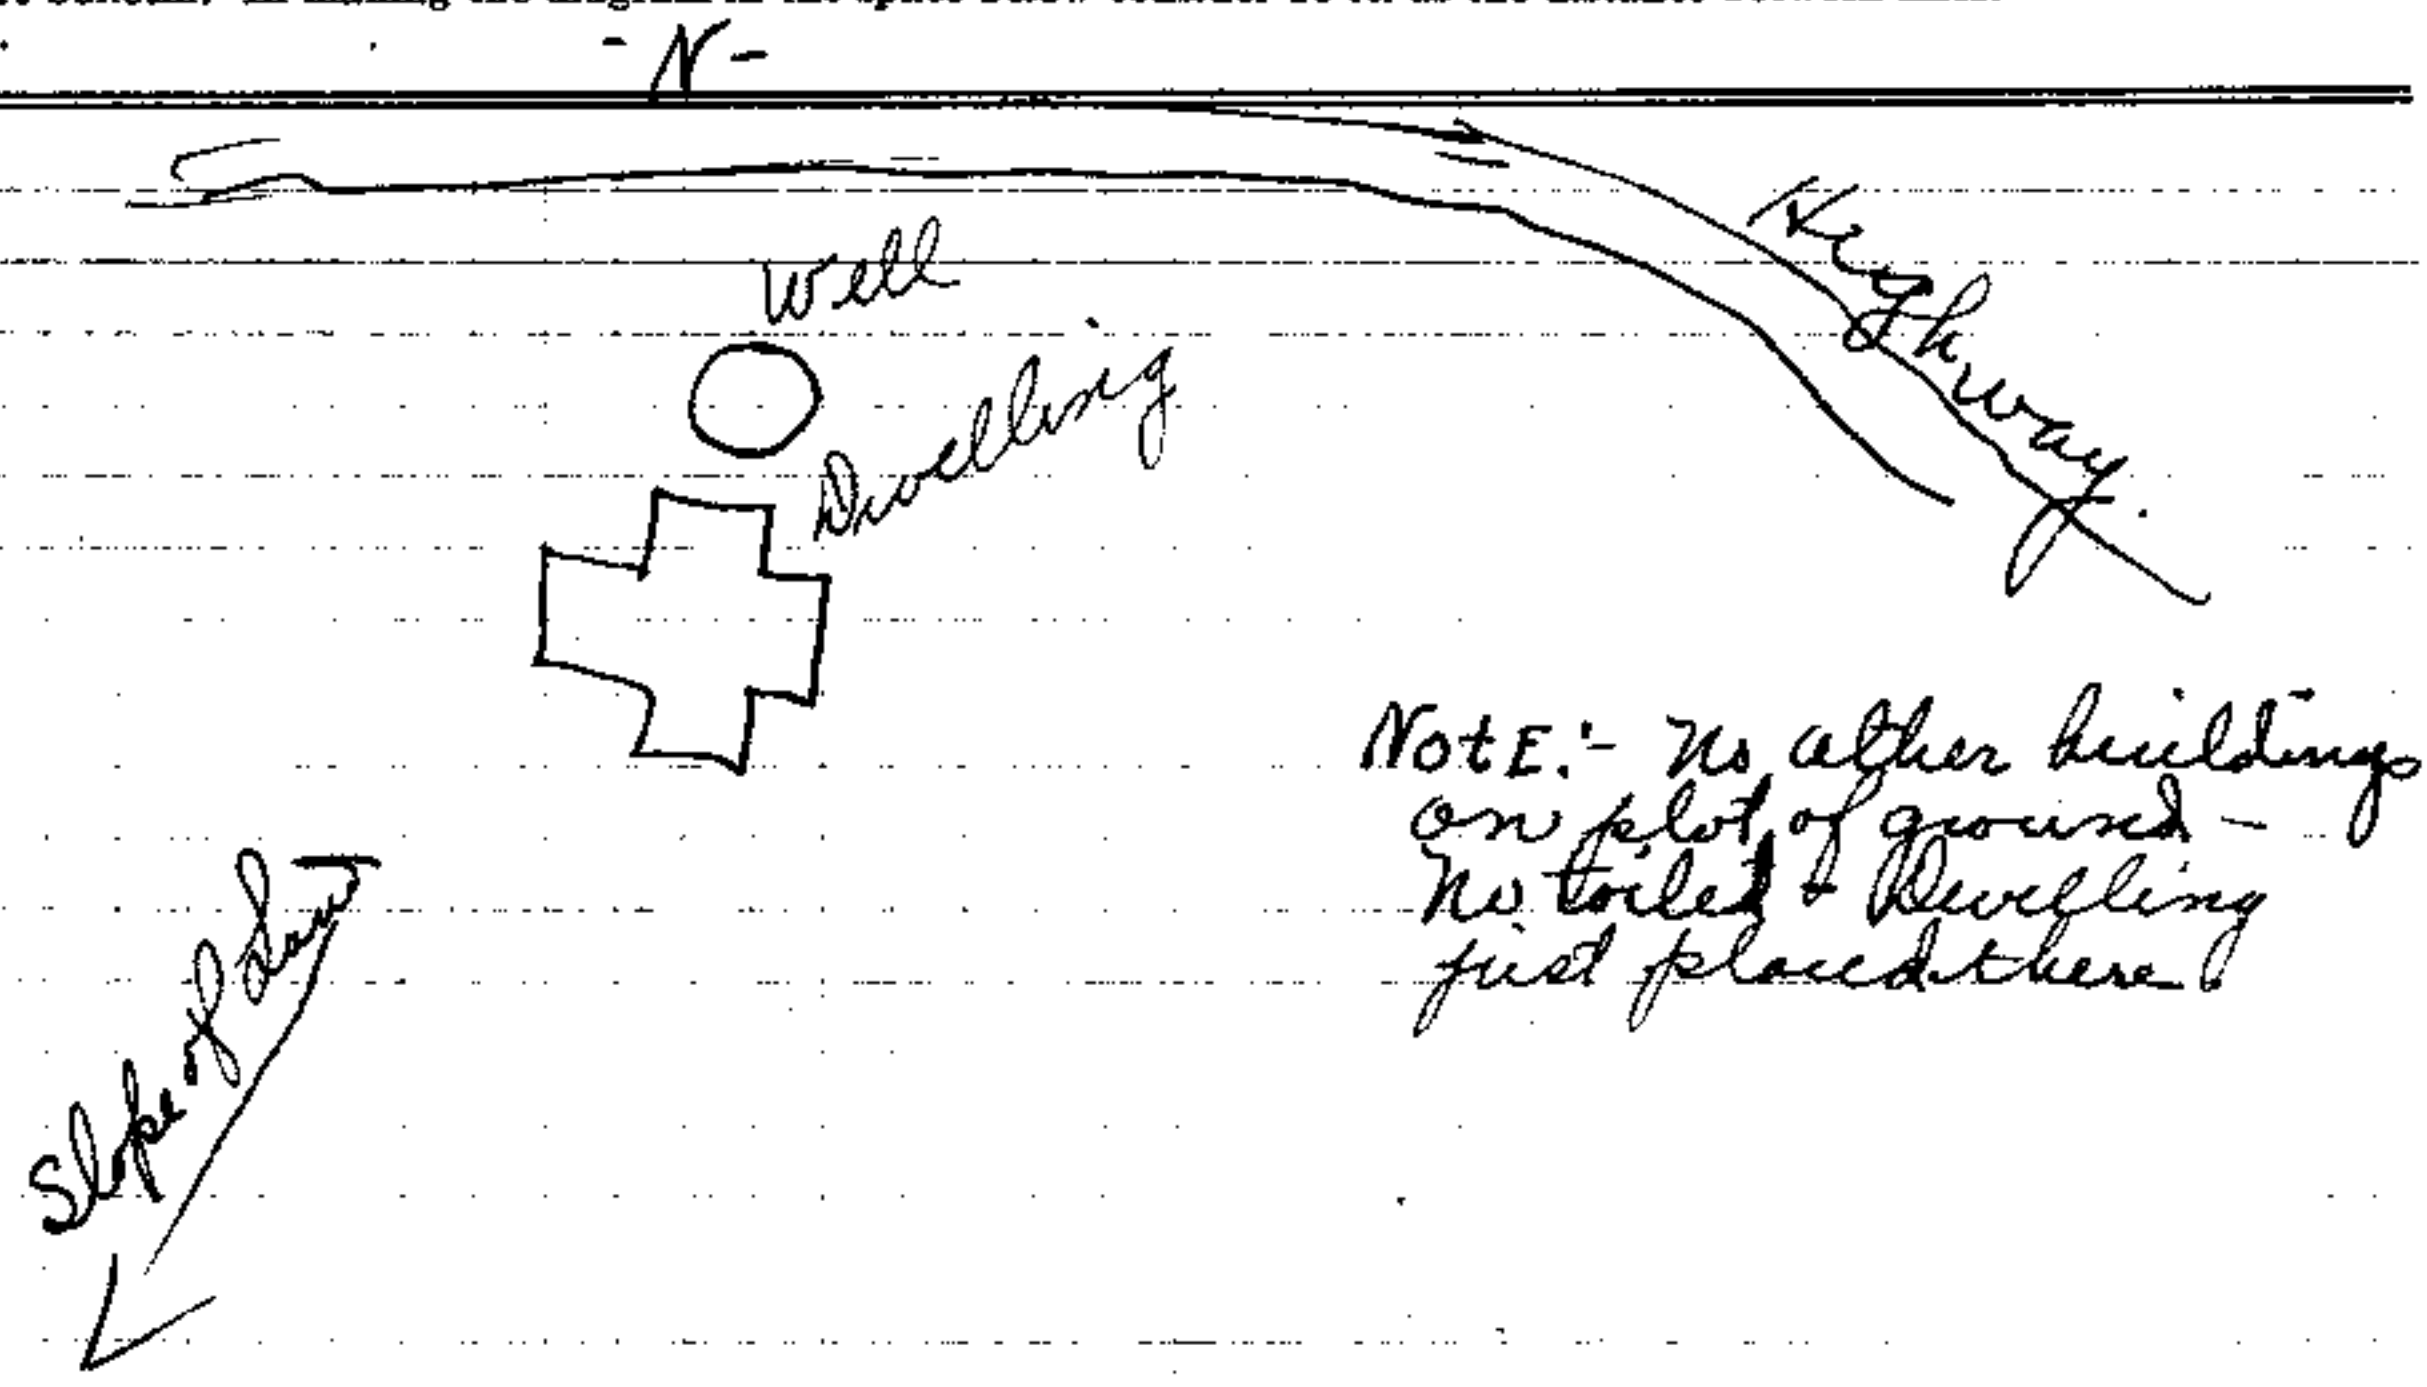 - N -
Highway.
Well
Dwelling
NotE:- No other buildings
on plot of ground -
No toilet + Dwelling
just placed there
Slope of Land